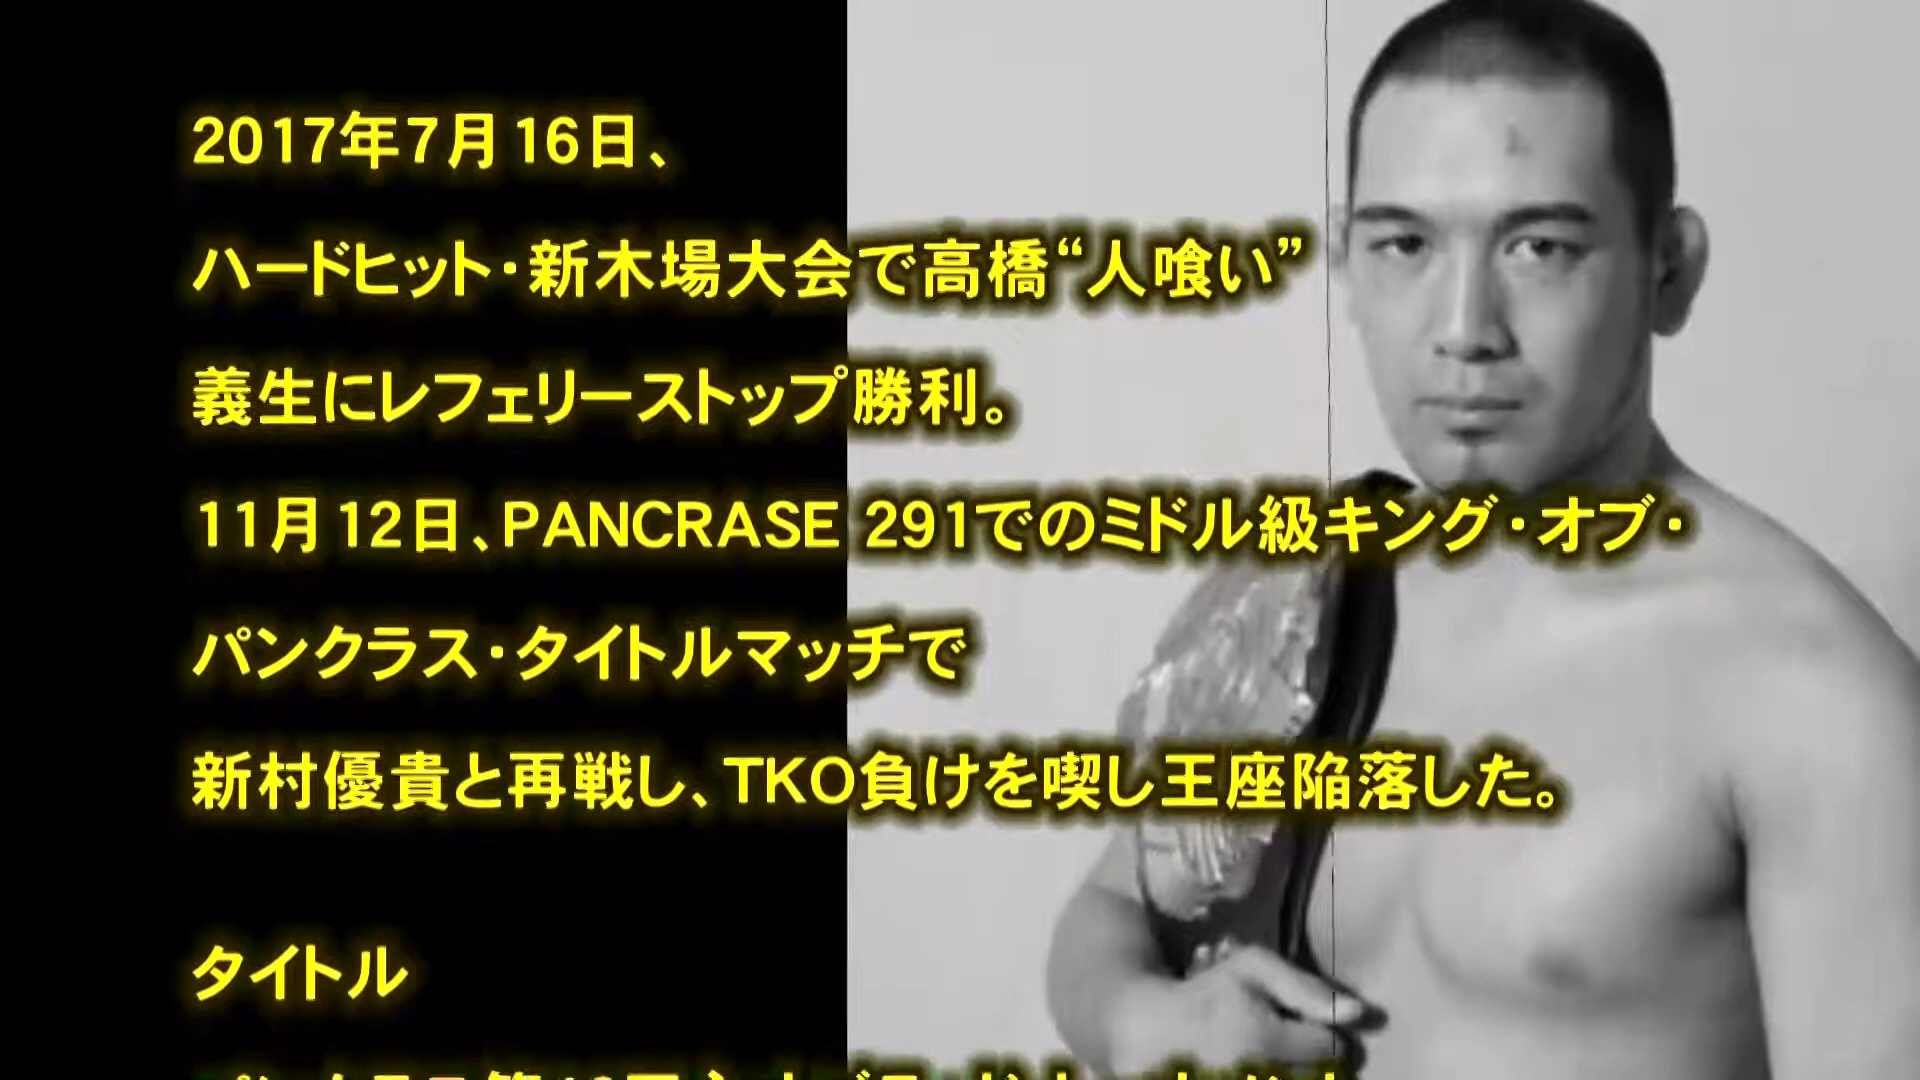 2017年7月16日、
ハードヒット・新木場大会で高橋“人喰い”
義生にレフェリーストップ勝利。
11月12日、PANCRASE 291でのミドル級キング・オブ・
パンクラス・タイトルマッチで
新村優貴と再戦し、TKO負けを喫し王座陥落した。
タイトル